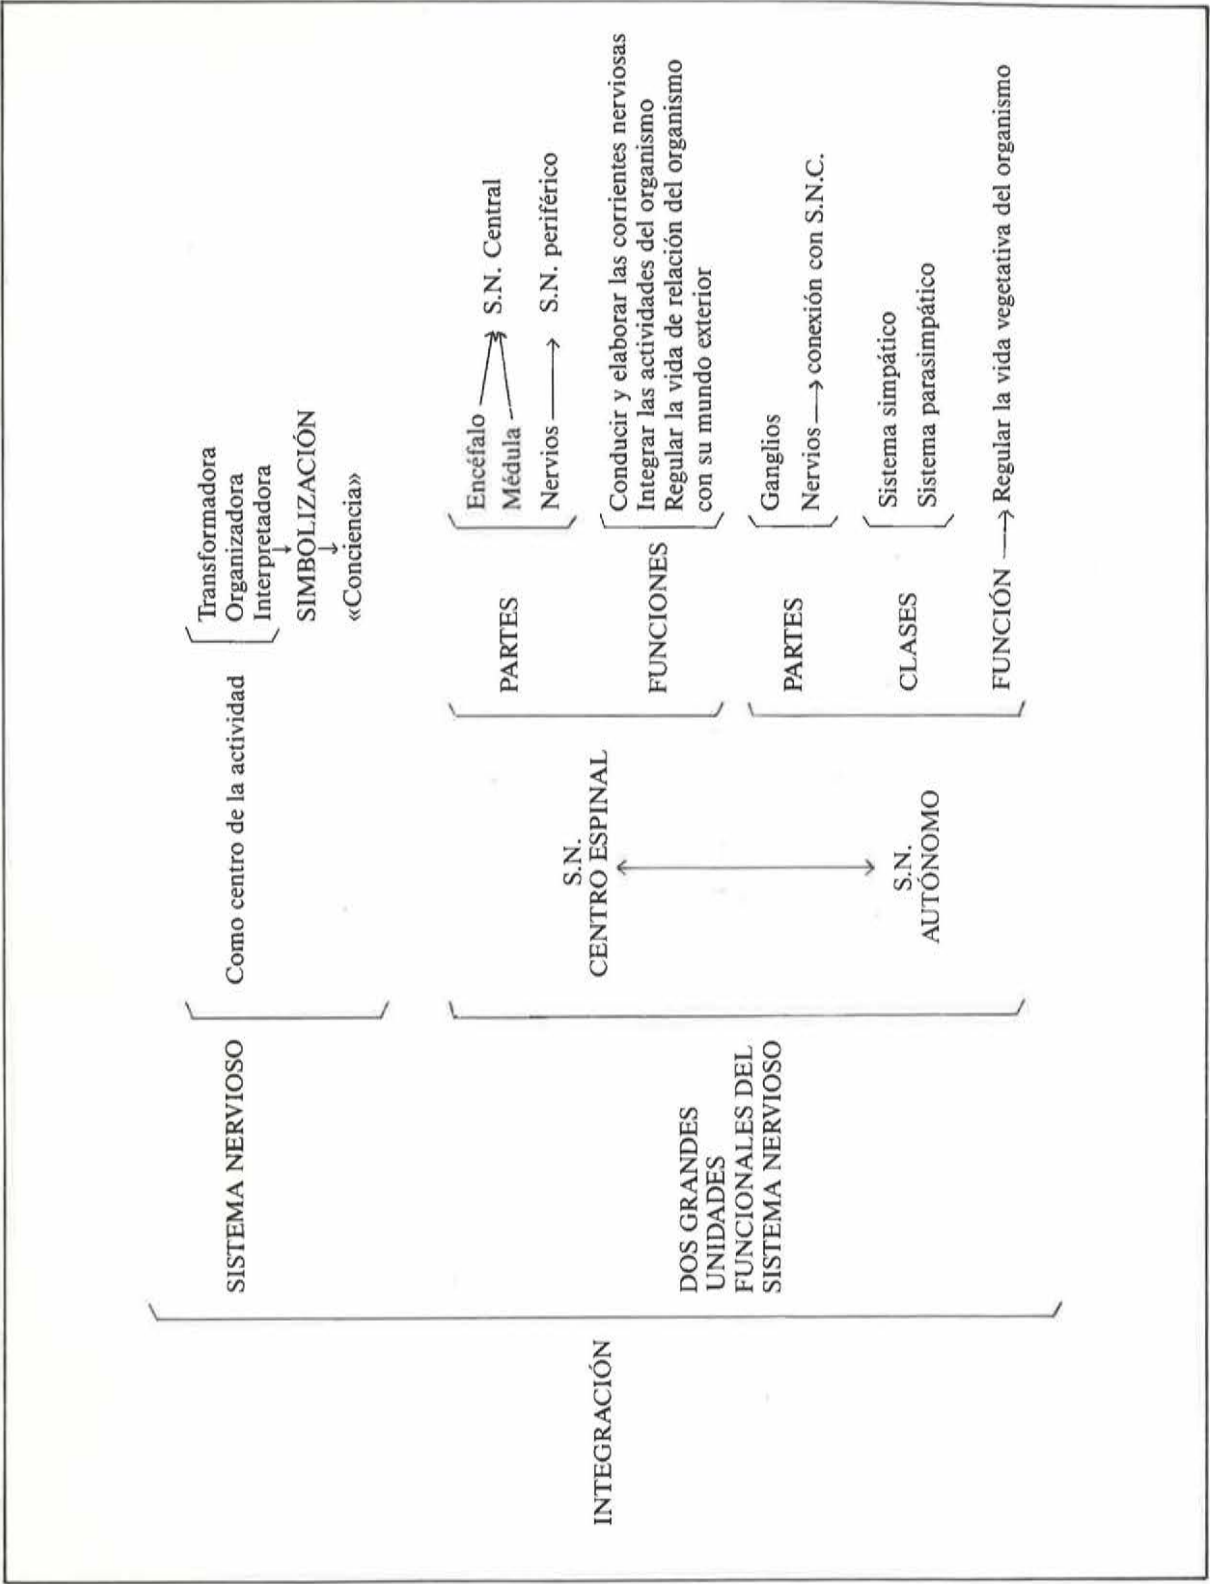 INTEGRACIÓN
SISTEMA NERVIOSO
Como centro de la actividad
Transformadora
Organizadora
Interpretadora
SIMBOLIZACIÓN
«Conciencia»
DOS GRANDES
UNIDADES
FUNCIONALES DEL
SISTEMA NERVIOSO
S.N.
CENTRO ESPINAL
PARTES
Encéfalo
Médula
S.N. Central
Nervios → S.N. periférico
FUNCIONES
Conducir y elaborar las corrientes nerviosas
Integrar las actividades del organismo
Regular la vida de relación del organismo
con su mundo exterior
S.N.
AUTÓNOMO
PARTES
Ganglios
Nervios → conexión con S.N.C.
CLASES
Sistema simpático
Sistema parasimpático
FUNCIÓN → Regular la vida vegetativa del organismo